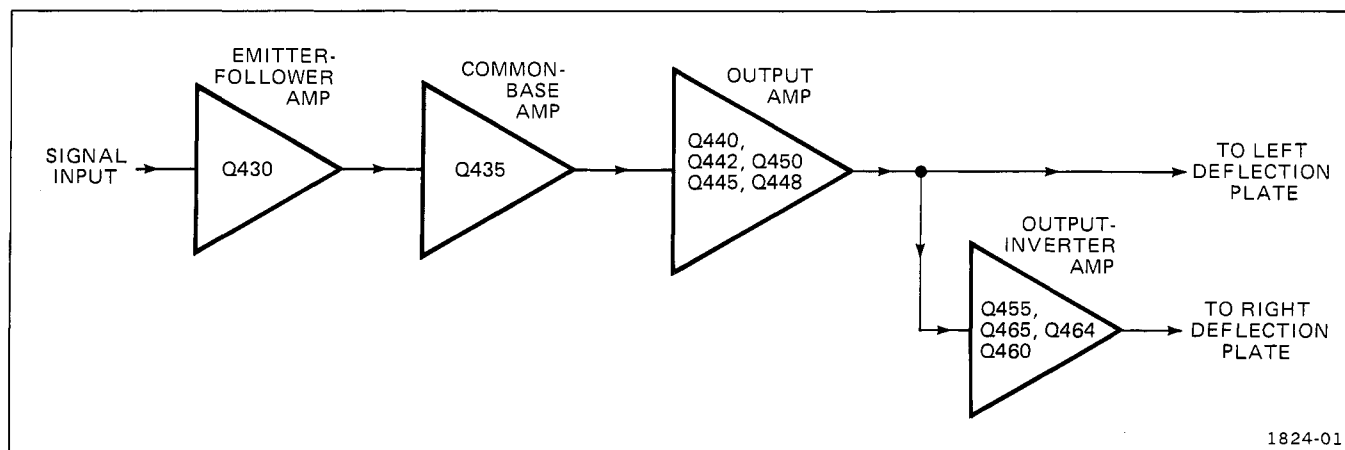 EMITTER-
FOLLOWER
AMP
COMMON-
BASE
AMP
OUTPUT
AMP
SIGNAL
INPUT
Q430
Q435
Q440,
Q442, Q450
Q445, Q448
TO LEFT
DEFLECTION
PLATE
OUTPUT-
INVERTER
AMP
Q455,
Q465, Q464
Q460
TO RIGHT
DEFLECTION
PLATE
1824-01